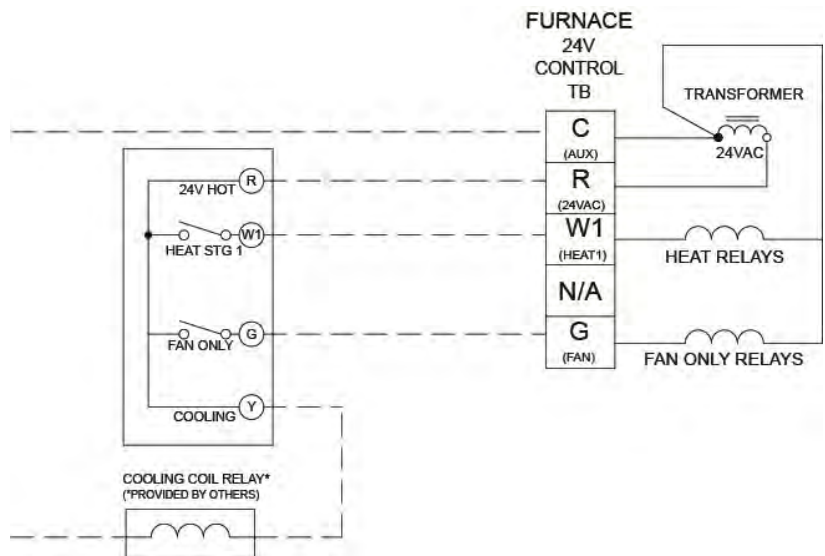 FURNACE
24V
CONTROL
TB
TRANSFORMER
24VAC
C
(AUX)
R
(24VAC)
W1
(HEAT1)
N/A
G
(FAN)
HEAT RELAYS
FAN ONLY RELAYS
24V HOT R
W1
HEAT STG 1
G
FAN ONLY
COOLING Y
COOLING COIL RELAY*
(*PROVIDED BY OTHERS)